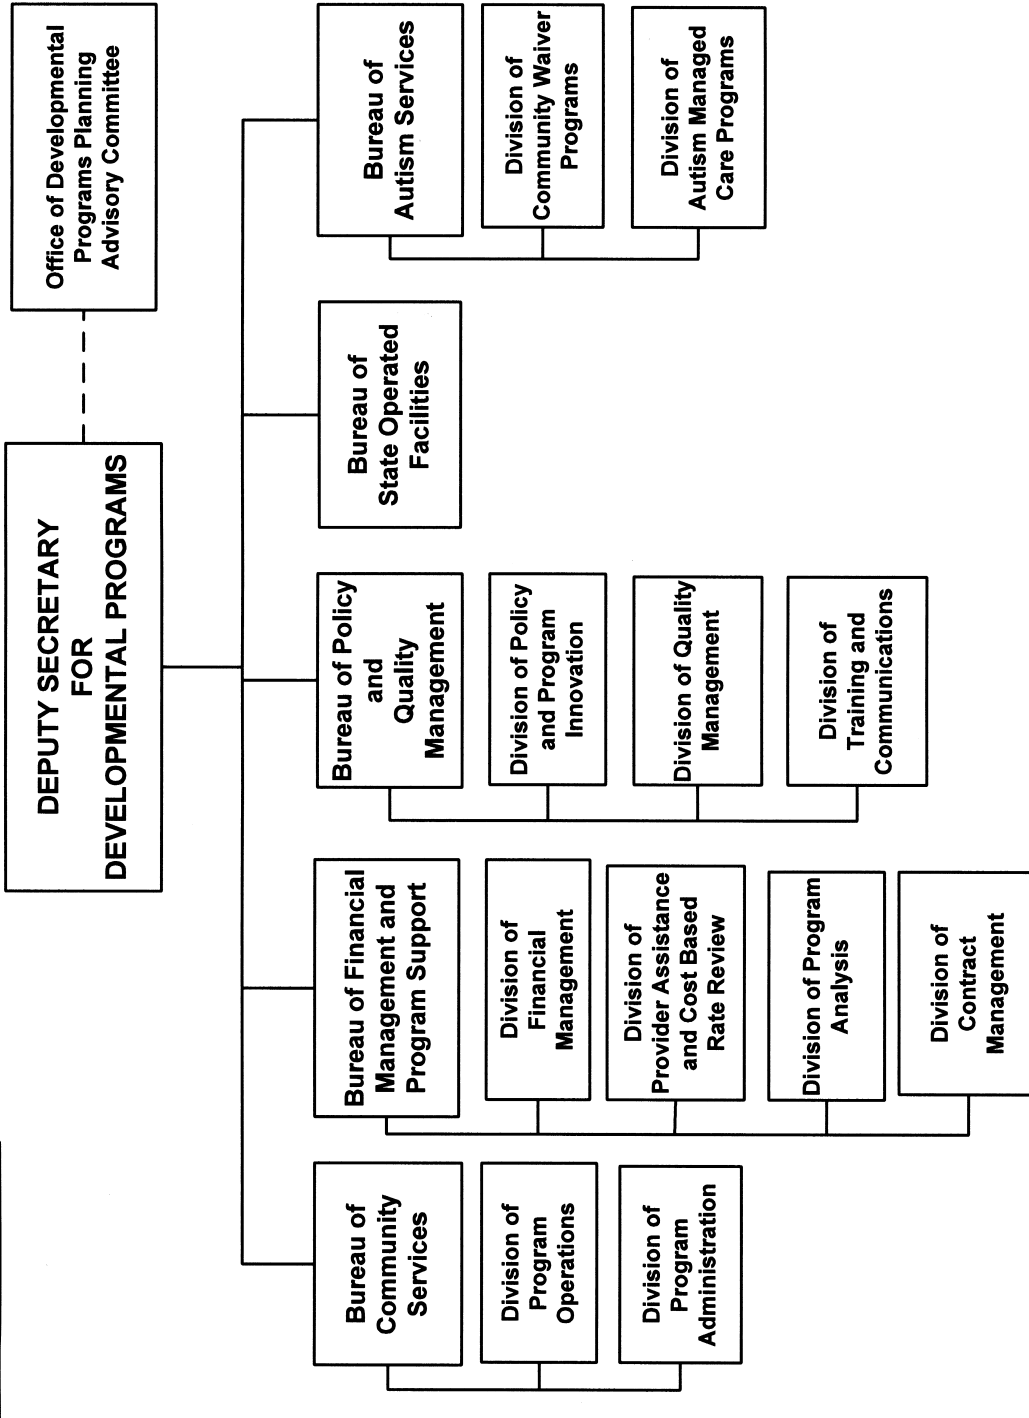 DEPUTY SECRETARY
FOR
DEVELOPMENTAL PROGRAMS
Office of Developmental
Programs Planning
Advisory Committee
Bureau of
Community
Services
Division of
Program
Operations
Division of
Program
Administration
Bureau of Financial
Management and
Program Support
Division of
Financial
Management
Division of
Provider Assistance
and Cost Based
Rate Review
Division of Program
Analysis
Division of
Contract
Management
Bureau of Policy
and
Quality
Management
Division of Policy
and Program
Innovation
Division of Quality
Management
Division of
Training and
Communications
Bureau of
State Operated
Facilities
Bureau of
Autism Services
Division of
Community Waiver
Programs
Division of
Autism Managed
Care Programs